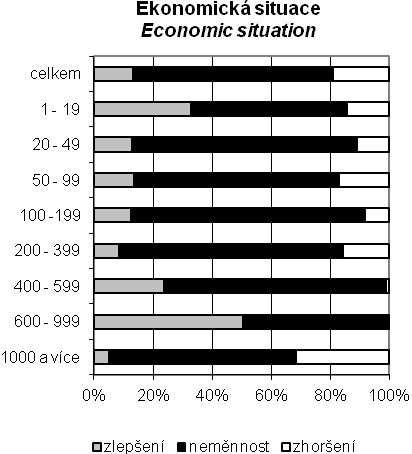 Ekonomická situace
Economic situation
celkem
1 - 19
20 - 49
50 - 99
100 -199
200 - 399
400 - 599
600 - 999
1000 a více
0% 20% 40% 60% 80% 100%
zlepšení neměnnost zhoršení